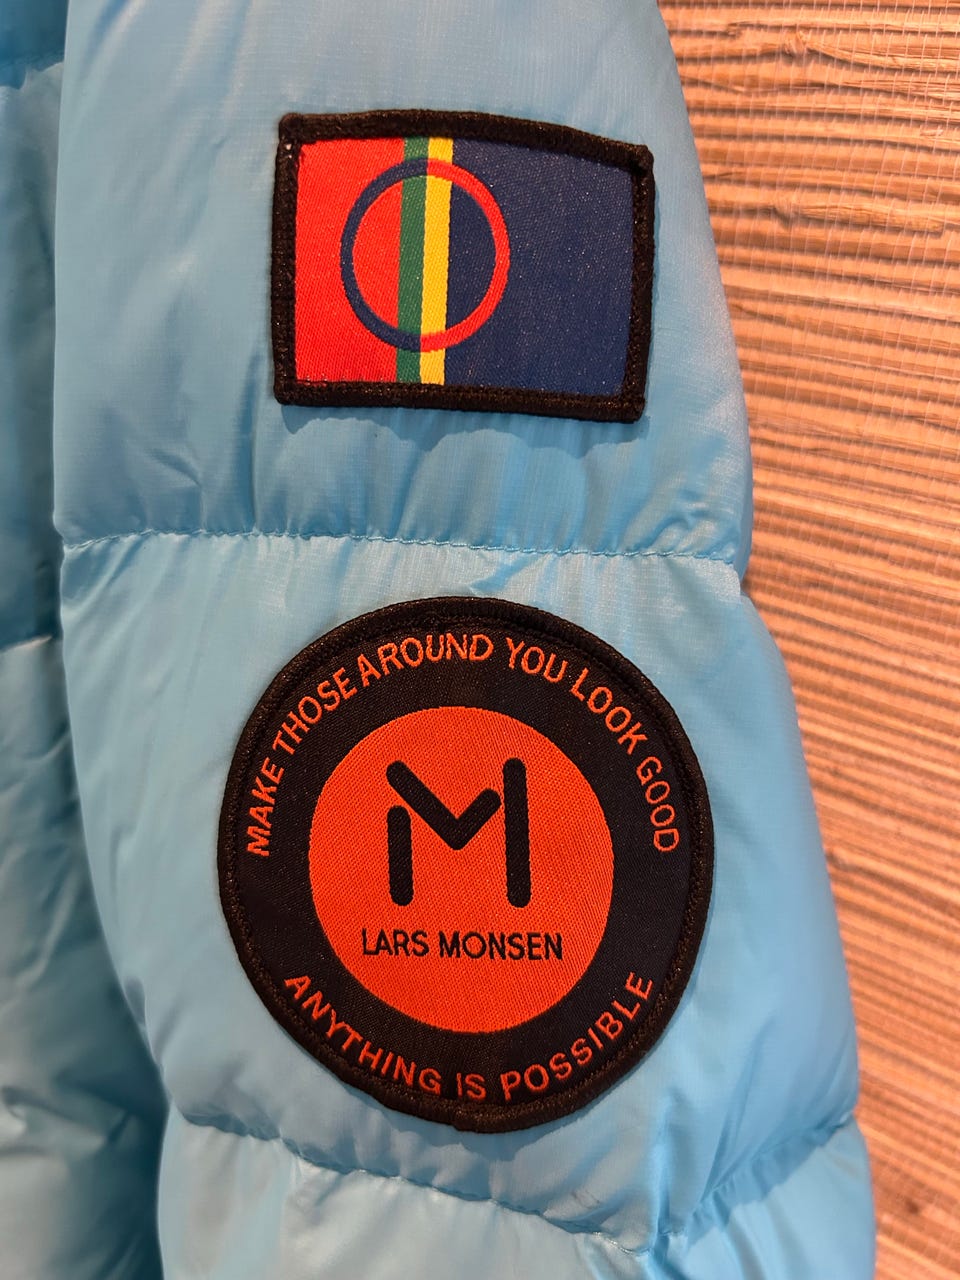 MAKE THOSE AROUND YOU LOOK GOOD
M
LARS MONSEN
ANYTHING IS POSSIBLE